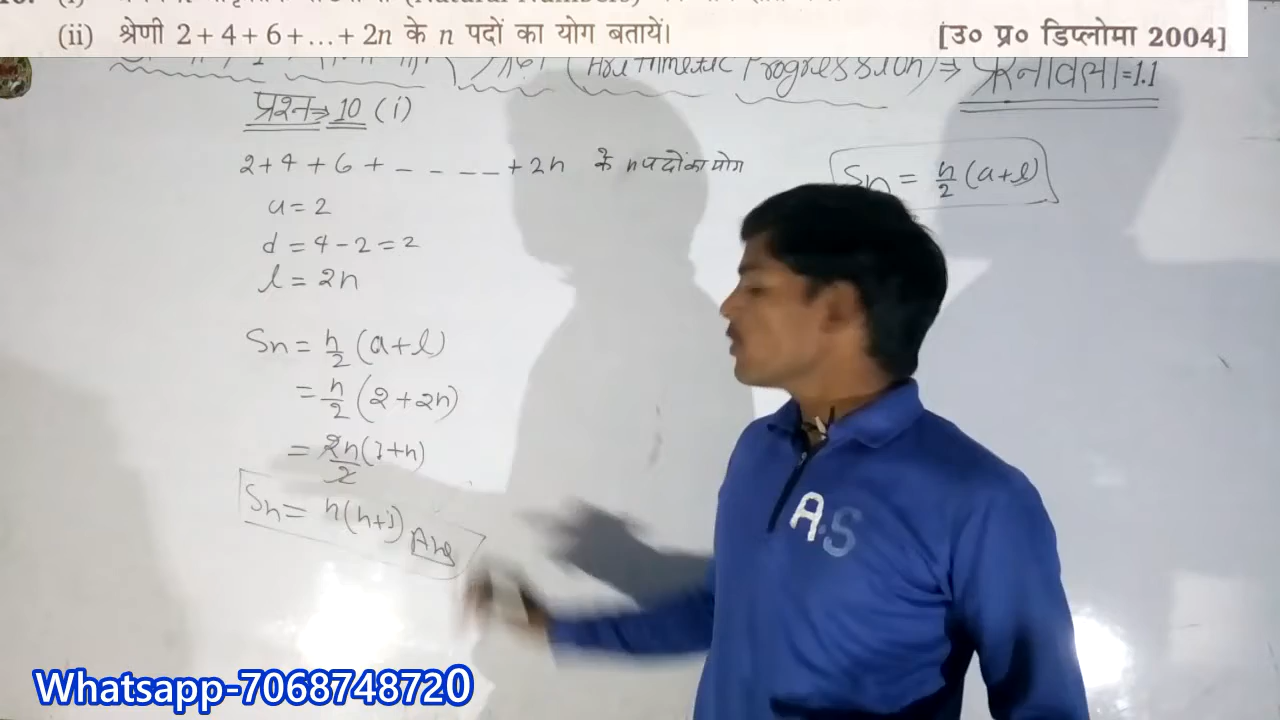 (ii) श्रेणी 2 + 4 + 6 + ... + 2n के n पदों का योग बतायें। [उ० प्र० डिप्लोमा 2004]
(Arithmetic Progression) ⇒ प्रश्नावली = 1.1
प्रश्न ⇒ 10 (i)
2 + 4 + 6 + – – – – + 2n के n पदों का योग
Sn = n/2 (a + l)
a = 2
d = 4 - 2 = 2
l = 2n
Sn = n/2 (a + l)
= n/2 (2 + 2n)
= 2n/2 (1 + n)
Sn = n(n+1) Ans
A.S
Whatsapp-7068748720